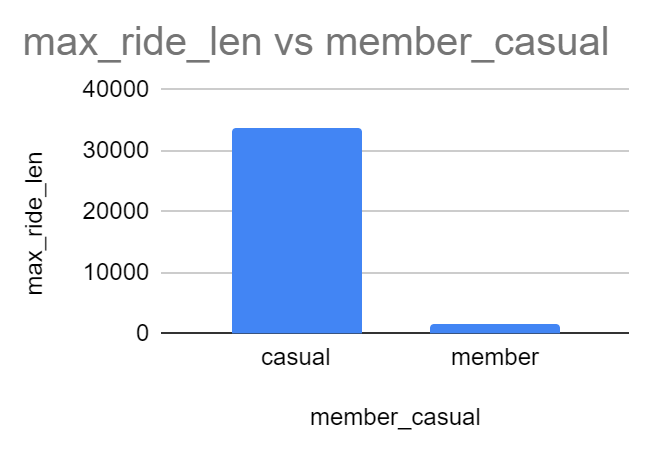 max_ride_len vs member_casual
40000
30000
20000
10000
0
max_ride_len
casual member
member_casual